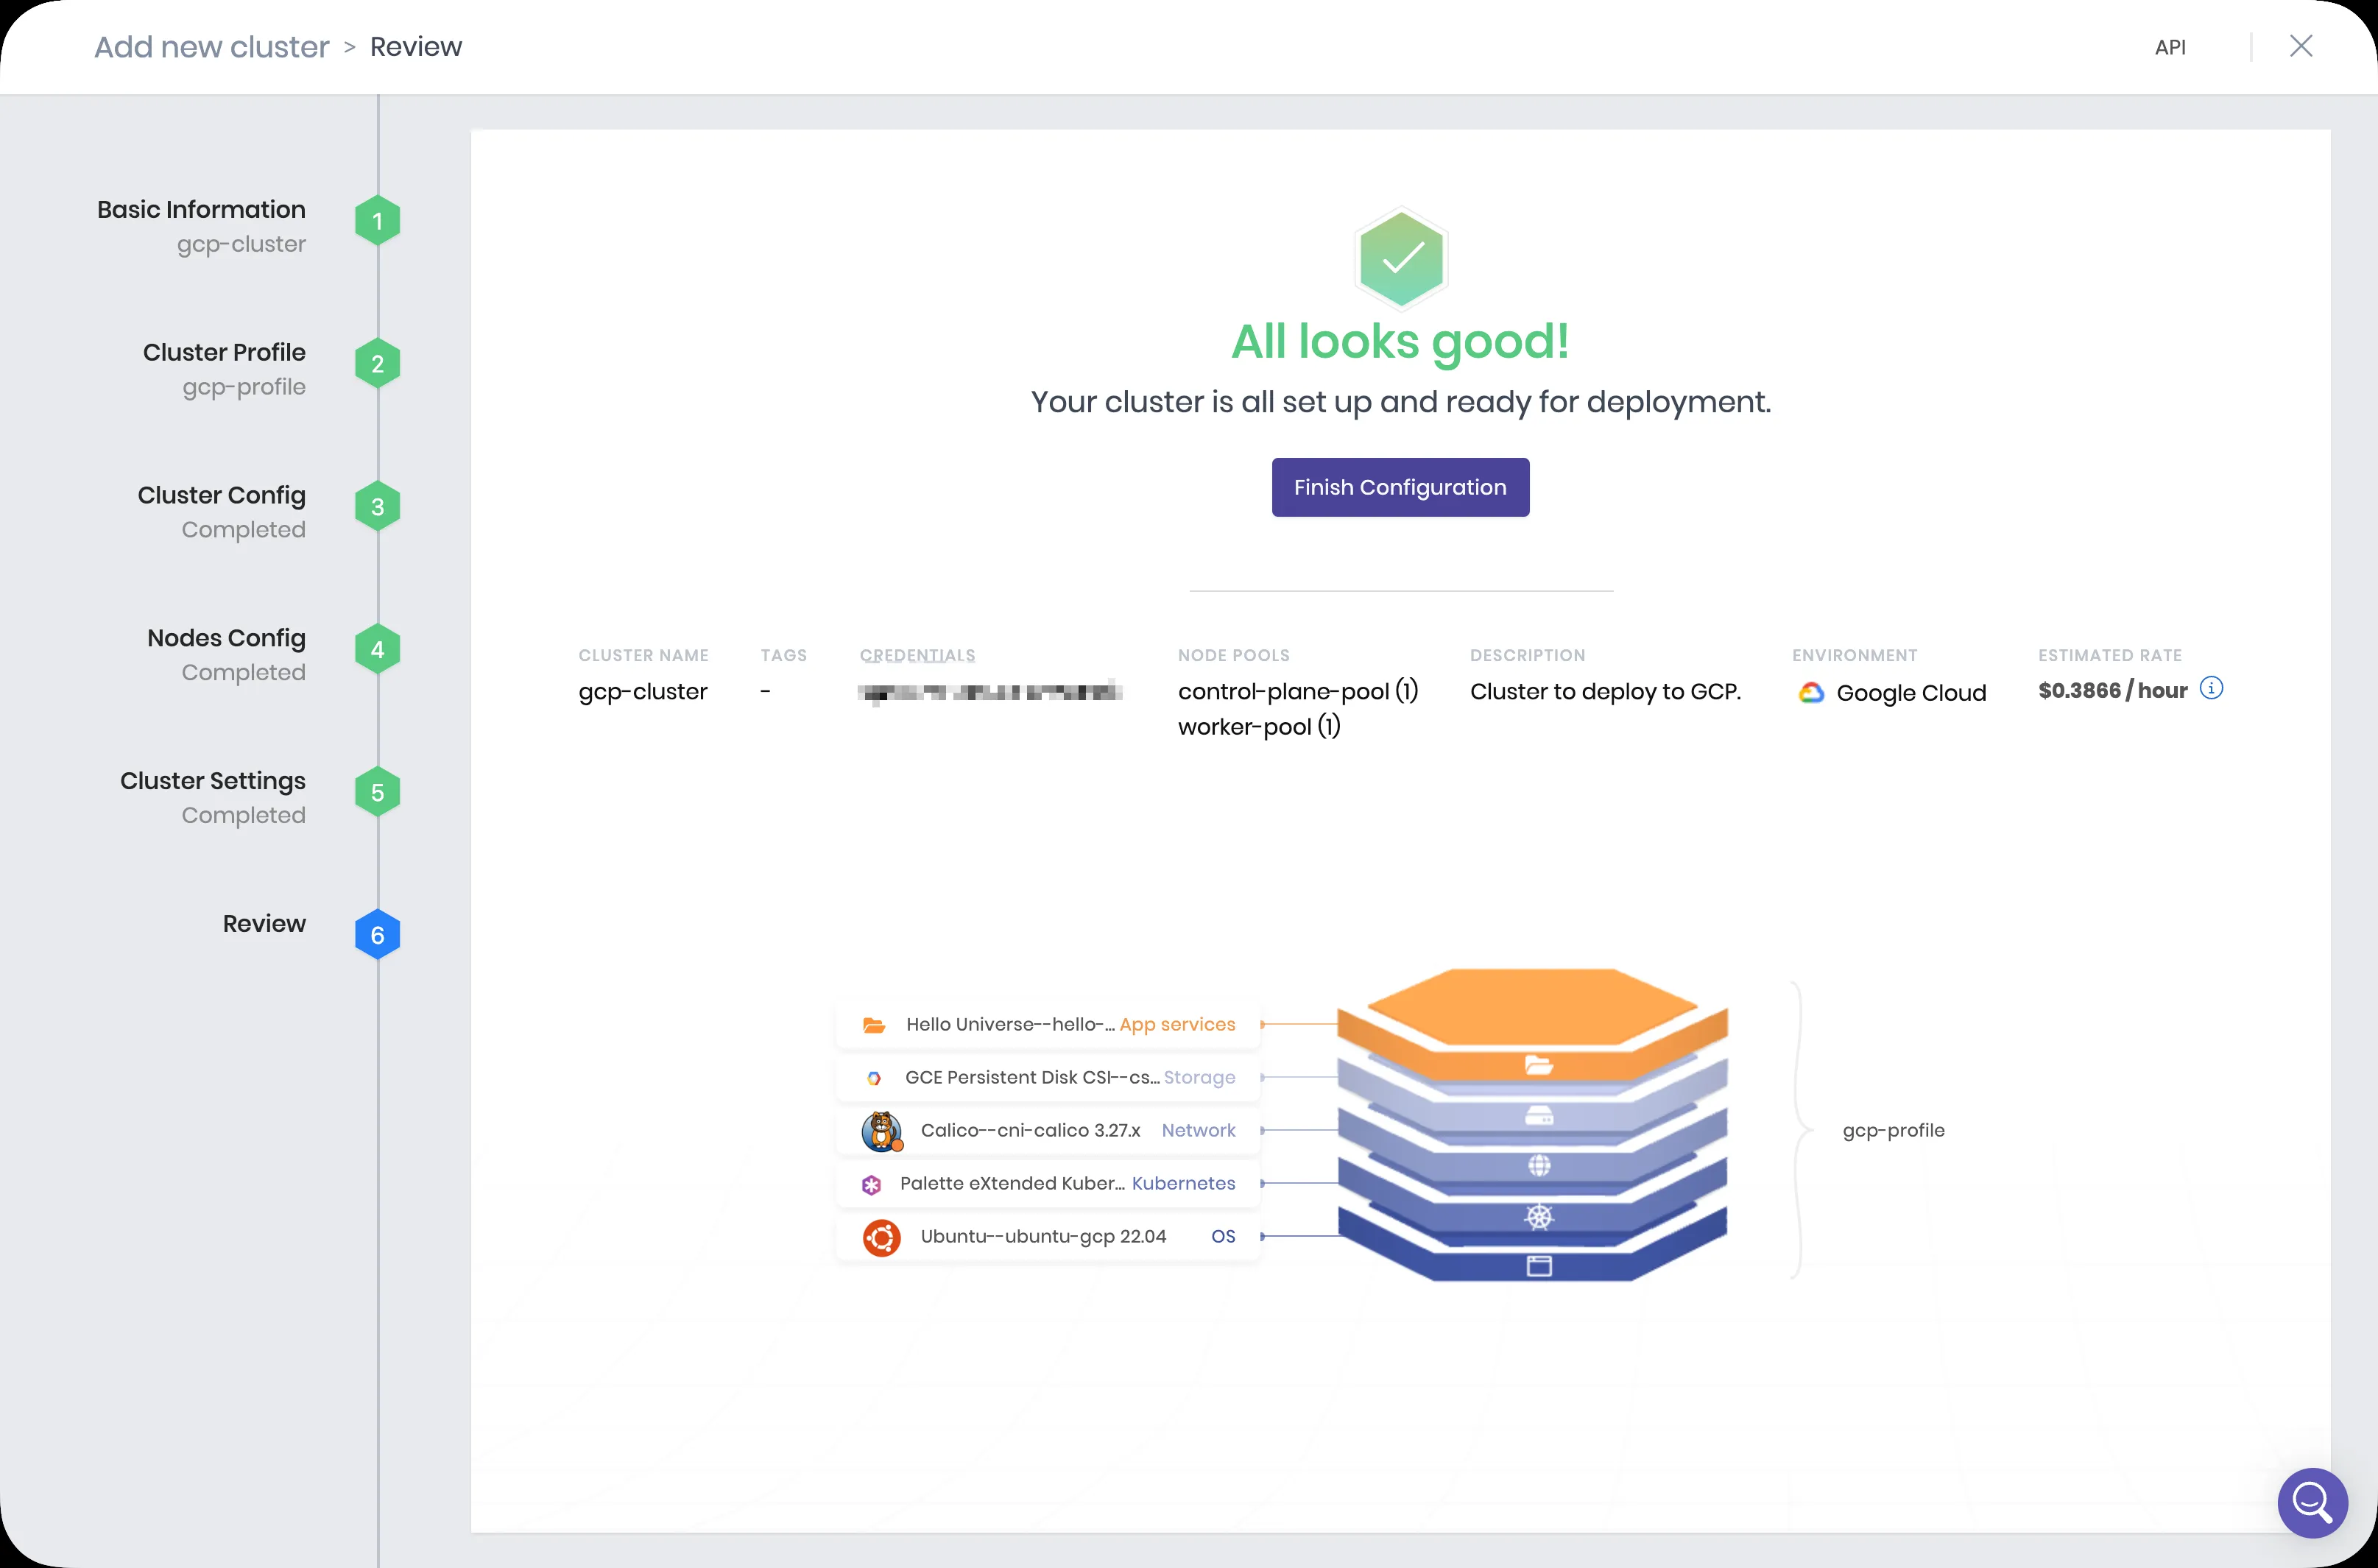 Add new cluster > Review
API
Basic Information
gcp-cluster
1
Cluster Profile
gcp-profile
2
Cluster Config
Completed
3
Nodes Config
Completed
4
Cluster Settings
Completed
5
Review
6
All looks good!
Your cluster is all set up and ready for deployment.
Finish Configuration
CLUSTER NAME
gcp-cluster
TAGS
-
CREDENTIALS
NODE POOLS
control-plane-pool (1)
worker-pool (1)
DESCRIPTION
Cluster to deploy to GCP.
ENVIRONMENT
Google Cloud
ESTIMATED RATE
$0.3866 / hour
Hello Universe--hello-... App services
GCE Persistent Disk CSI--cs... Storage
Calico--cni-calico 3.27.x Network
Palette eXtended Kuber... Kubernetes
Ubuntu--ubuntu-gcp 22.04 OS
gcp-profile